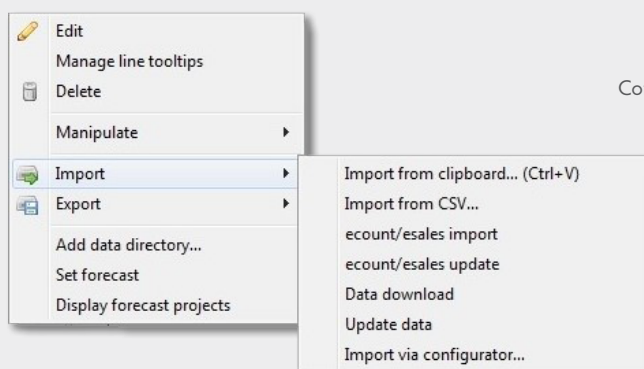 Edit
Manage line tooltips
Delete
Manipulate
Import
Export
Add data directory...
Set forecast
Display forecast projects
Import from clipboard... (Ctrl+V)
Import from CSV...
ecount/esales import
ecount/esales update
Data download
Update data
Import via configurator...
Co